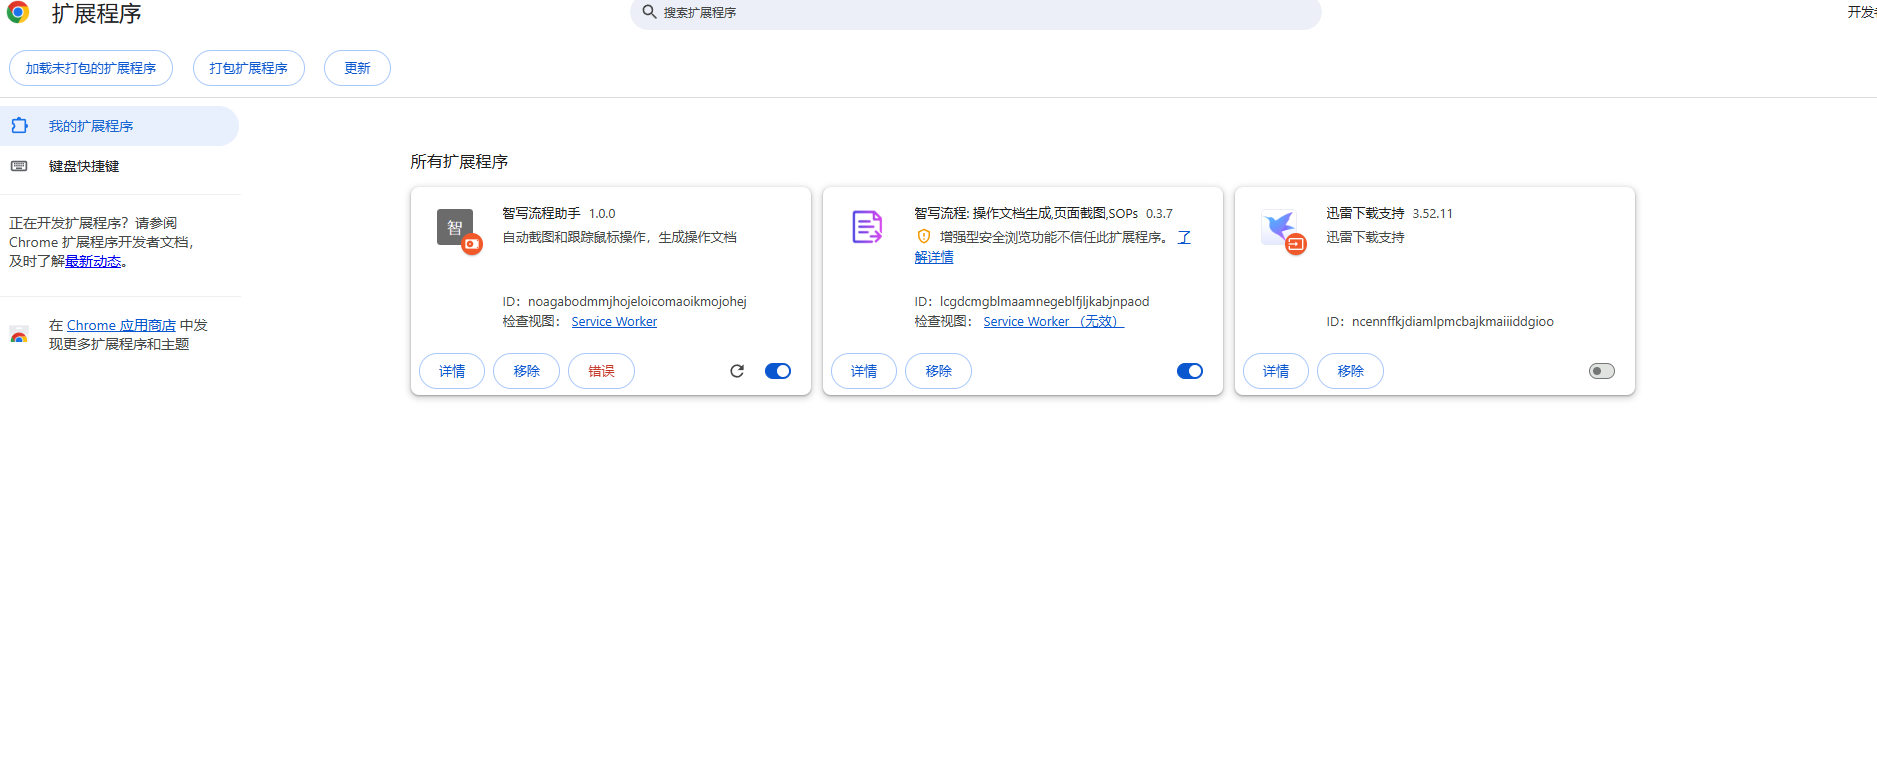 扩展程序
搜索扩展程序
开发
加载未打包的扩展程序
打包扩展程序
更新
我的扩展程序
键盘快捷键
正在开发扩展程序？请参阅
Chrome 扩展程序开发者文档，
及时了解最新动态。
在 Chrome 应用商店 中发
现更多扩展程序和主题
所有扩展程序
智
智写流程助手 1.0.0
自动截图和跟踪鼠标操作，生成操作文档
ID：noagabodmmjhojeloicomaoikmojohej
检查视图： Service Worker
详情
移除
错误
智写流程: 操作文档生成,页面截图,SOPs 0.3.7
增强型安全浏览功能不信任此扩展程序。 了
解详情
ID：lcgdcmgblmaamnegeblfjljkabjnpaod
检查视图： Service Worker （无效）
详情
移除
迅雷下载支持 3.52.11
迅雷下载支持
ID：ncennffkjdiamlpmcbajkmaiiiddgioo
详情
移除